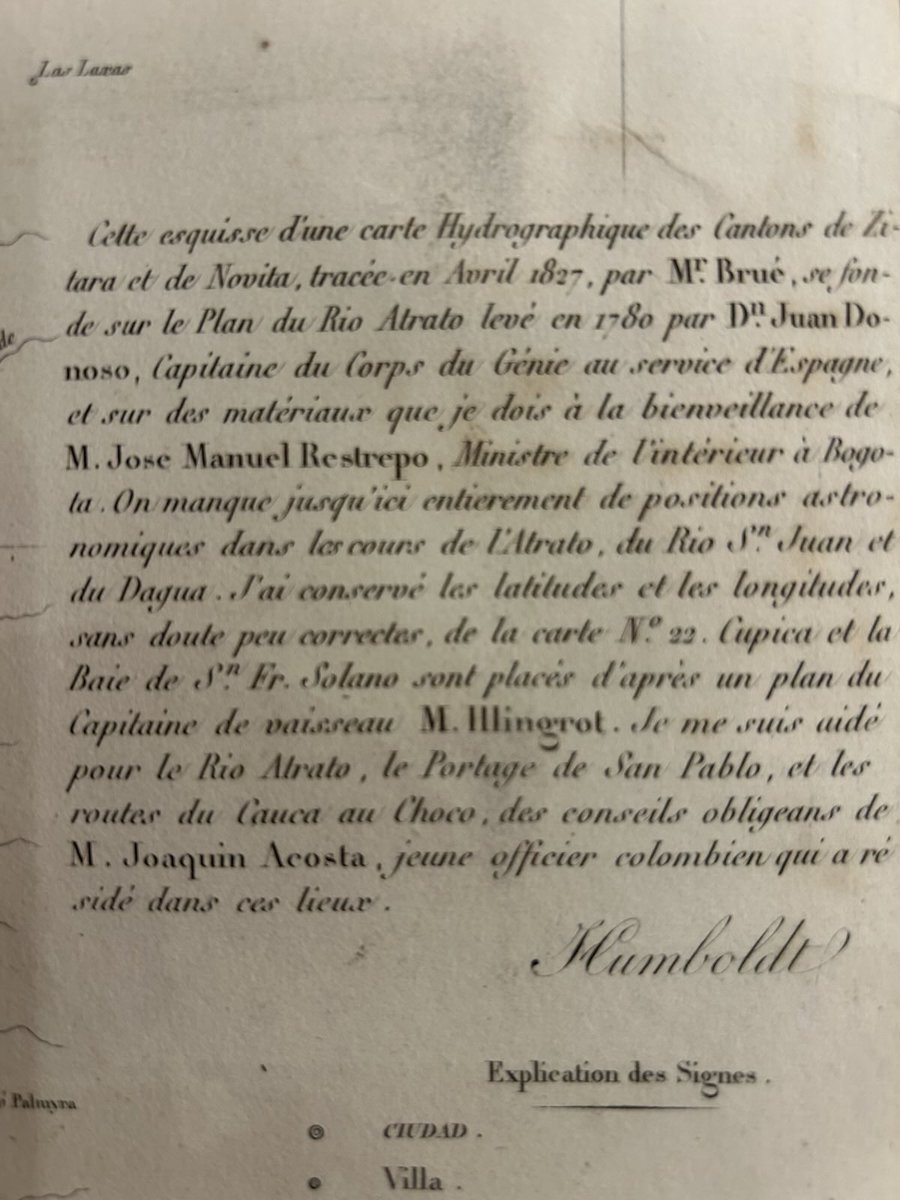 Las Lavas
Cette esquisse d'une carte Hydrographique des Cantons de Zi-
tara et de Novita, tracée en Avril 1827, par Mr. Brué, se fon-
de sur le Plan du Rio Atrato levé en 1780 par Dn. Juan Do-
de
noso, Capitaine du Corps du Génie au service d'Espagne,
et sur des matériaux que je dois à la bienveillance de
M. Jose Manuel Restrepo, Ministre de l'intérieur à Bogo-
ta. On manque jusqu'ici entierement de positions astro-
nomiques dans les cours de l'Atrato, du Rio Sn. Juan et
du Dagua. J'ai conservé les latitudes et les longitudes,
sans doute peu correctes, de la carte No. 22. Cupica et la
Baie de Sn. Fr. Solano sont placés d'après un plan du
Capitaine de vaisseau M. Illingrot. Je me suis aidé
pour le Rio Atrato, le Portage de San Pablo, et les
routes du Cauca au Choco, des conseils obligeans de
M. Joaquin Acosta, jeune officier colombien qui a ré
sidé dans ces lieux.
Humboldt
Explication des Signes.
Palmyra
CIUDAD.
Villa.